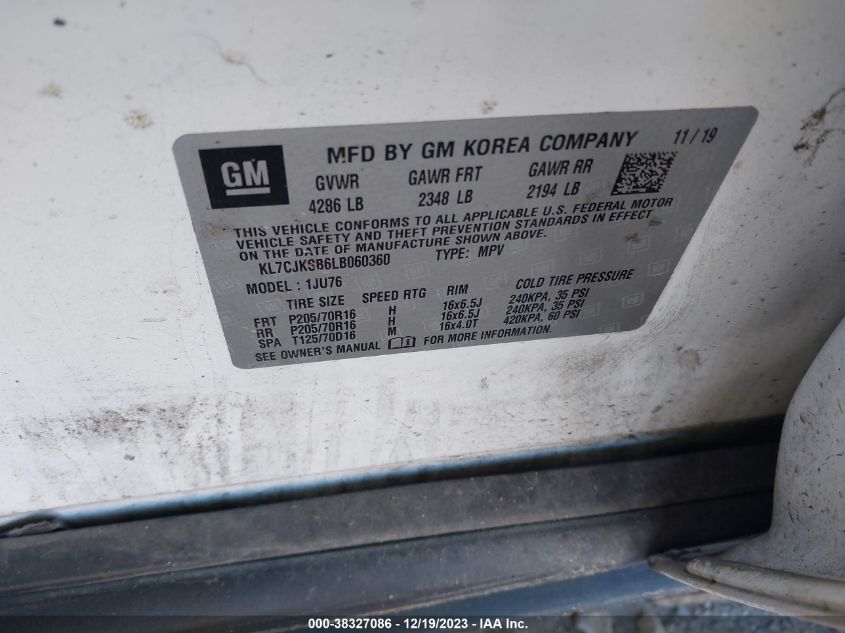 GM
MFD BY GM KOREA COMPANY 11/19
GVWR GAWR FRT GAWR RR
4286 LB 2348 LB 2194 LB
THIS VEHICLE CONFORMS TO ALL APPLICABLE U.S. FEDERAL MOTOR
VEHICLE SAFETY AND THEFT PREVENTION STANDARDS IN EFFECT
ON THE DATE OF MANUFACTURE SHOWN ABOVE.
KL7CJKSB6LB060360 TYPE: MPV
MODEL : 1JU76
TIRE SIZE SPEED RTG RIM COLD TIRE PRESSURE
FRT P205/70R16 H 16x6.5J 240KPA, 35 PSI
RR P205/70R16 H 16x6.5J 240KPA, 35 PSI
SPA T125/70D16 M 16x4.0T 420KPA, 60 PSI
SEE OWNER'S MANUAL FOR MORE INFORMATION.
000-38327086 - 12/19/2023 - IAA Inc.